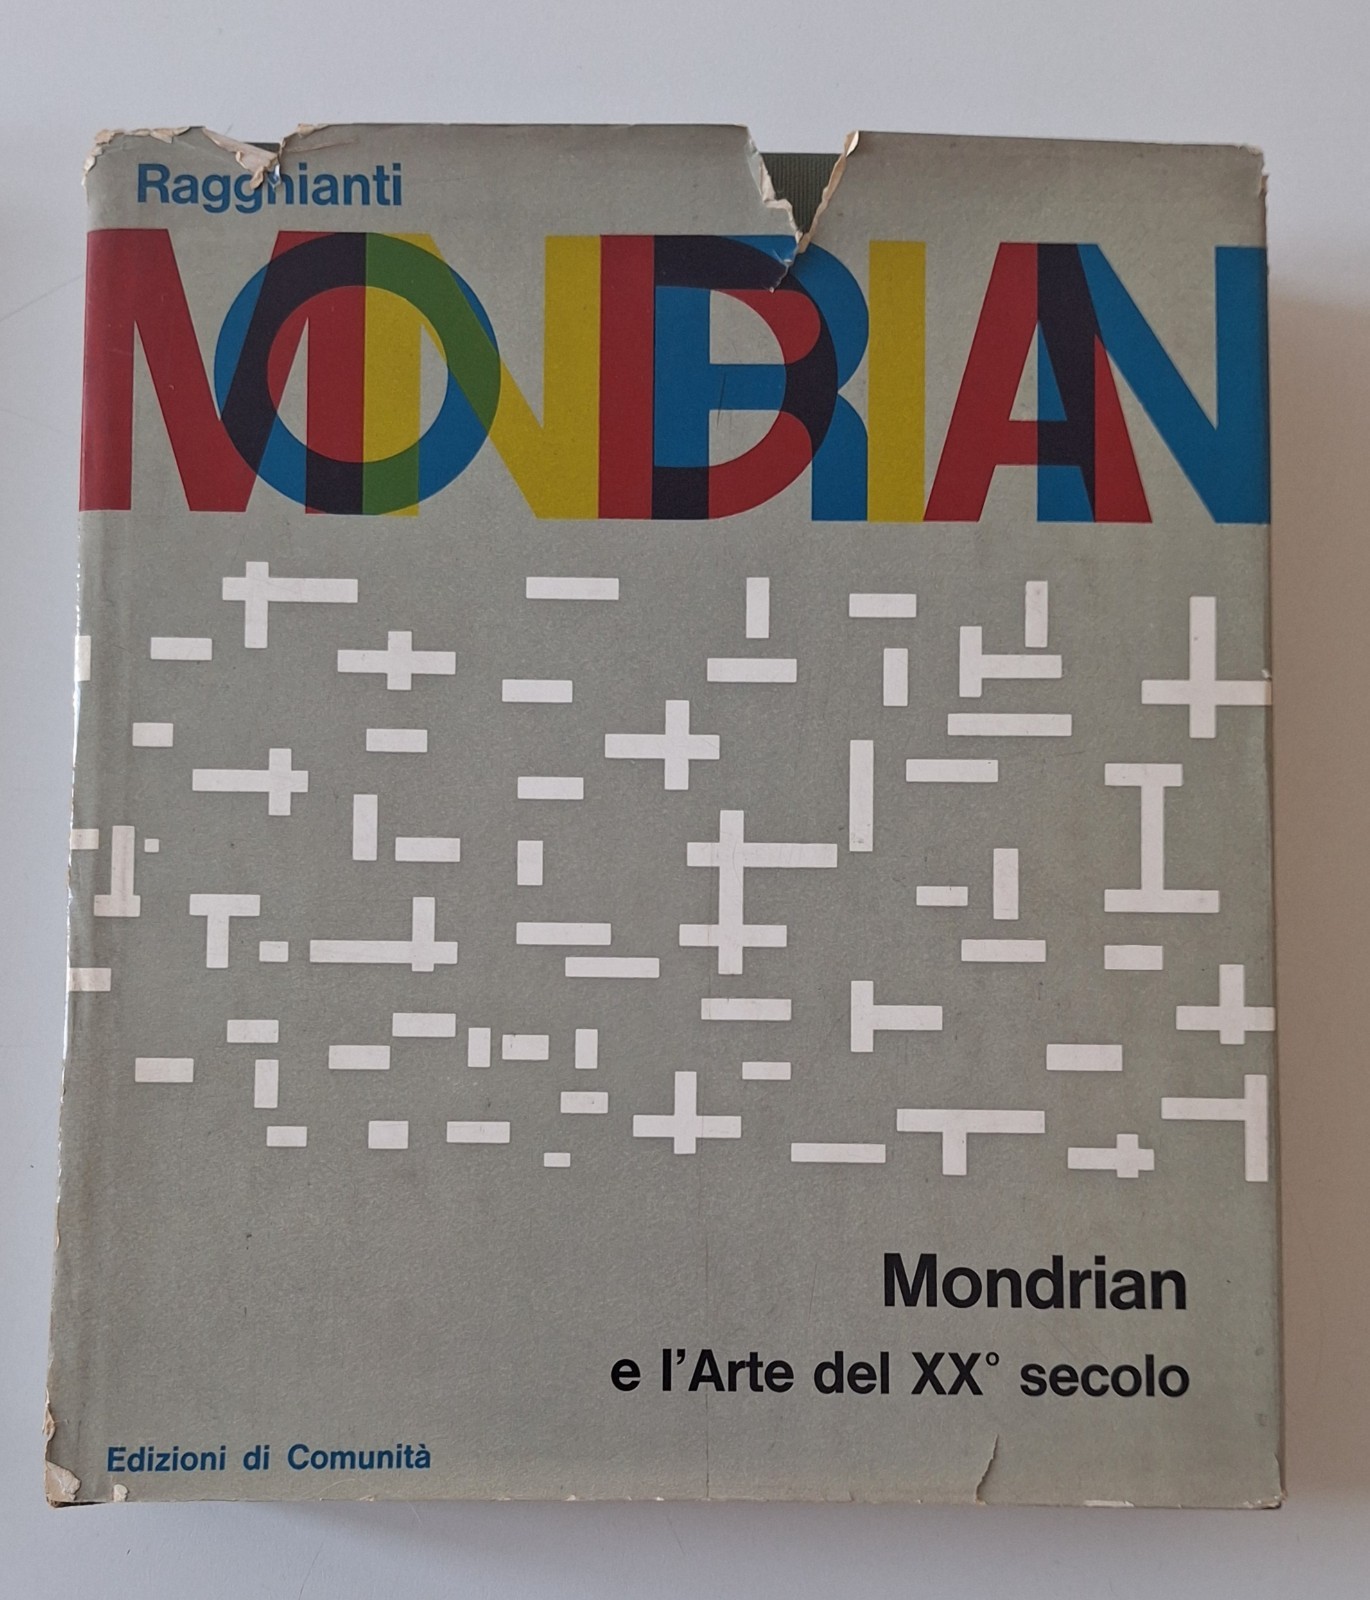 Ragghianti
MONDRIAN
Mondrian
e l'Arte del XX° secolo
Edizioni di Comunità